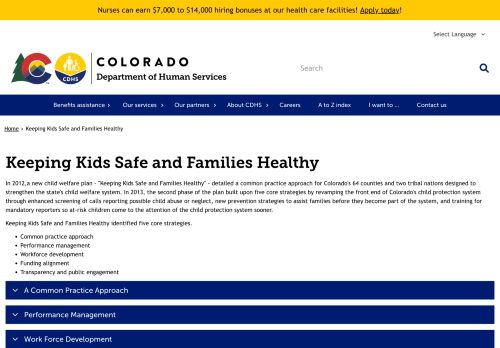 Nurses can earn $7,000 to $14,000 hiring bonuses at our health care facilities! Apply today!
Select Language
COLORADO
Department of Human Services
CDHS
Search
Benefits assistance
Our services
Our partners
About CDHS
Careers
A to Z index
I want to ...
Contact us
Home › Keeping Kids Safe and Families Healthy
Keeping Kids Safe and Families Healthy
In 2012,a new child welfare plan - "Keeping Kids Safe and Families Healthy" - detailed a common practice approach for Colorado's 64 counties and two tribal nations designed to
strengthen the state's child welfare system. In 2013, the second phase of the plan built upon five core strategies by revamping the front end of Colorado's child protection system
through enhanced screening of calls reporting possible child abuse or neglect, new prevention strategies to assist families before they become part of the system, and training for
mandatory reporters so at-risk children come to the attention of the child protection system sooner.
Keeping Kids Safe and Families Healthy identified five core strategies.
• Common practice approach
• Performance management
• Workforce development
• Funding alignment
• Transparency and public engagement
A Common Practice Approach
Performance Management
Work Force Development